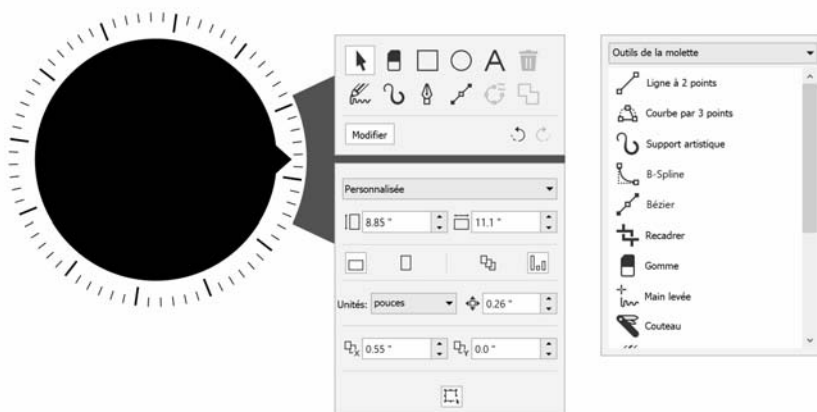 A
Modifier
Personnalisée
8.85 "
11.1 "
Unités: pouces
0.26 "
X 0.55 "
Y 0.0 "
Outils de la molette
Ligne à 2 points
Courbe par 3 points
Support artistique
B-Spline
Bézier
Recadrer
Gomme
Main levée
Couteau